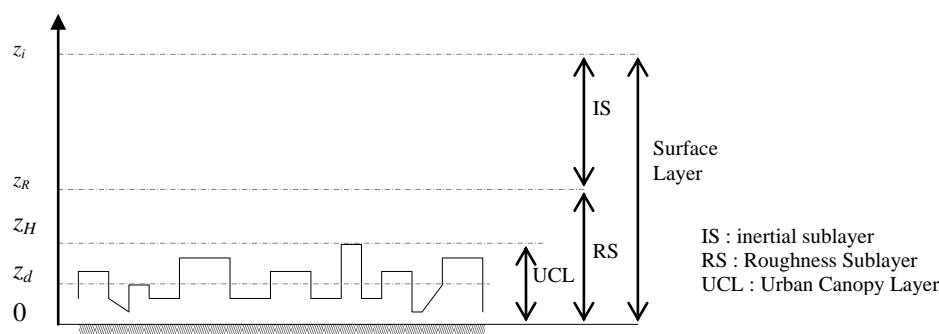 z_i
IS
Surface
Layer
z_R
z_H
RS
IS : inertial sublayer
RS : Roughness Sublayer
UCL : Urban Canopy Layer
z_d
UCL
0